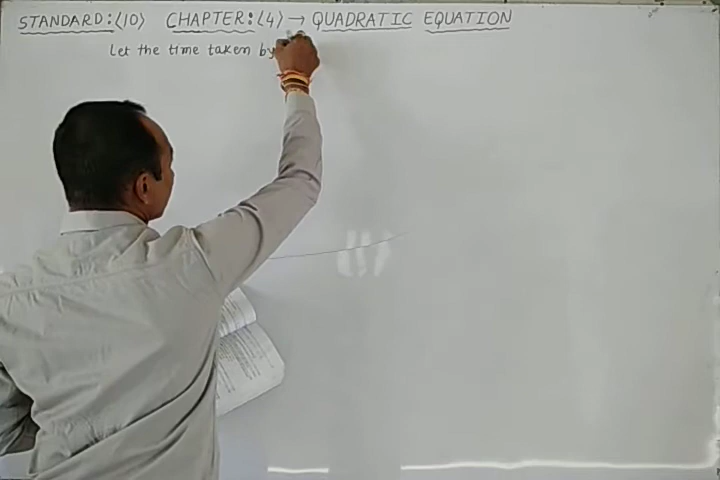 STANDARD:⟨10⟩ CHAPTER:⟨4⟩ → QUADRATIC EQUATION
Let the time taken by